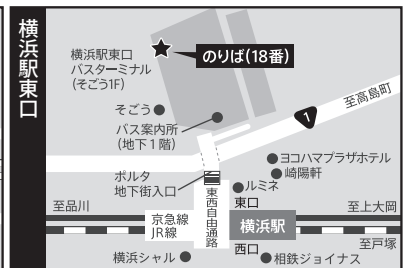 横浜駅東口
横浜駅東口
バスターミナル
(そごう1F)
のりば(18番)
そごう
バス案内所
(地下1階)
1
至高島町
ヨコハマプラザホテル
崎陽軒
ポルタ
地下街入口
ルミネ
東西自由通路
東口
至品川
至上大岡
京急線
JR線
横浜駅
西口
至戸塚
横浜シャル
相鉄ジョイナス